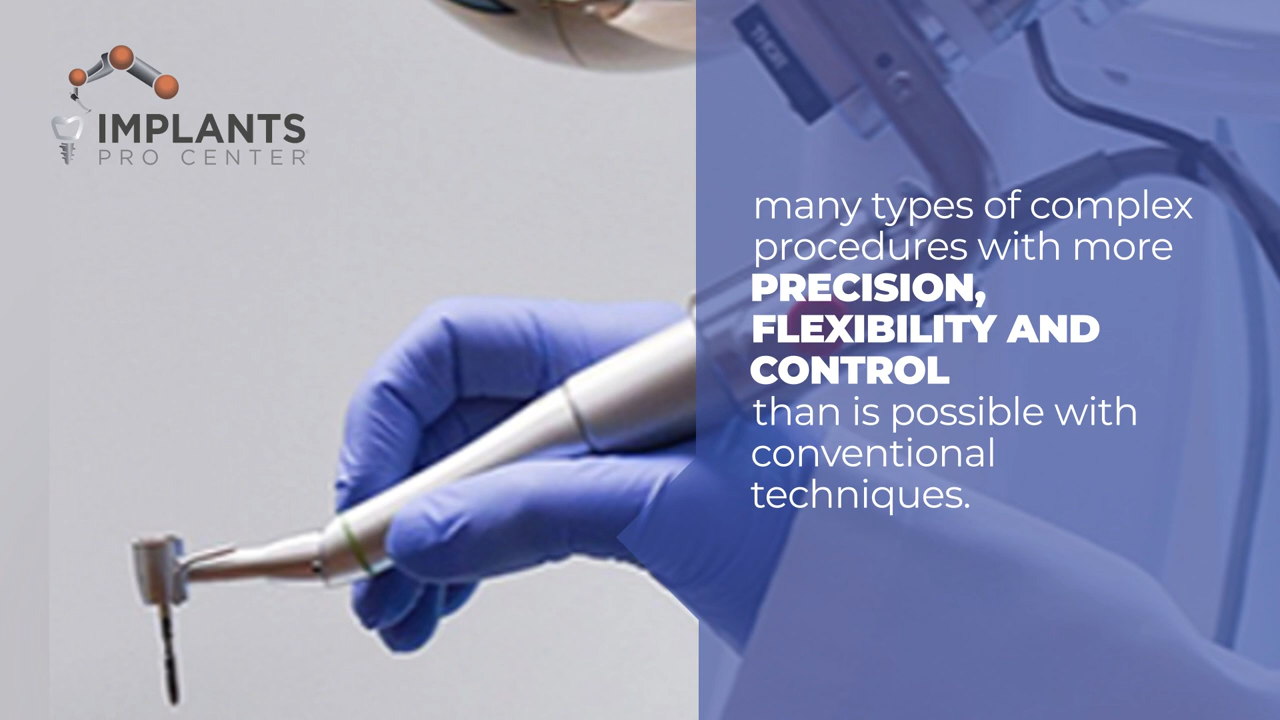 IMPLANTS
PRO CENTER
THOR
many types of complex
procedures with more
PRECISION,
FLEXIBILITY AND
CONTROL
than is possible with
conventional
techniques.